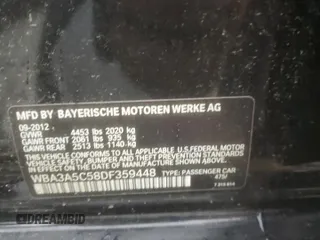 MFD BY BAYERISCHE MOTOREN WERKE AG
09-2012
GVWR 4453 lbs 2020 kg
GAWR FRONT 2061 lbs 935 kg
GAWR REAR 2513 lbs 1140 kg
THIS VEHICLE CONFORMS TO ALL APPLICABLE U.S. FEDERAL MOTOR
VEHICLE SAFETY, BUMPER AND THEFT PREVENTION STANDARDS IN
EFFECT ON THE DATE OF MANUFACTURE SHOWN ABOVE.
WBA3A5C58DF359448 TYPE: PASSENGER CAR
475/
DREAMBID